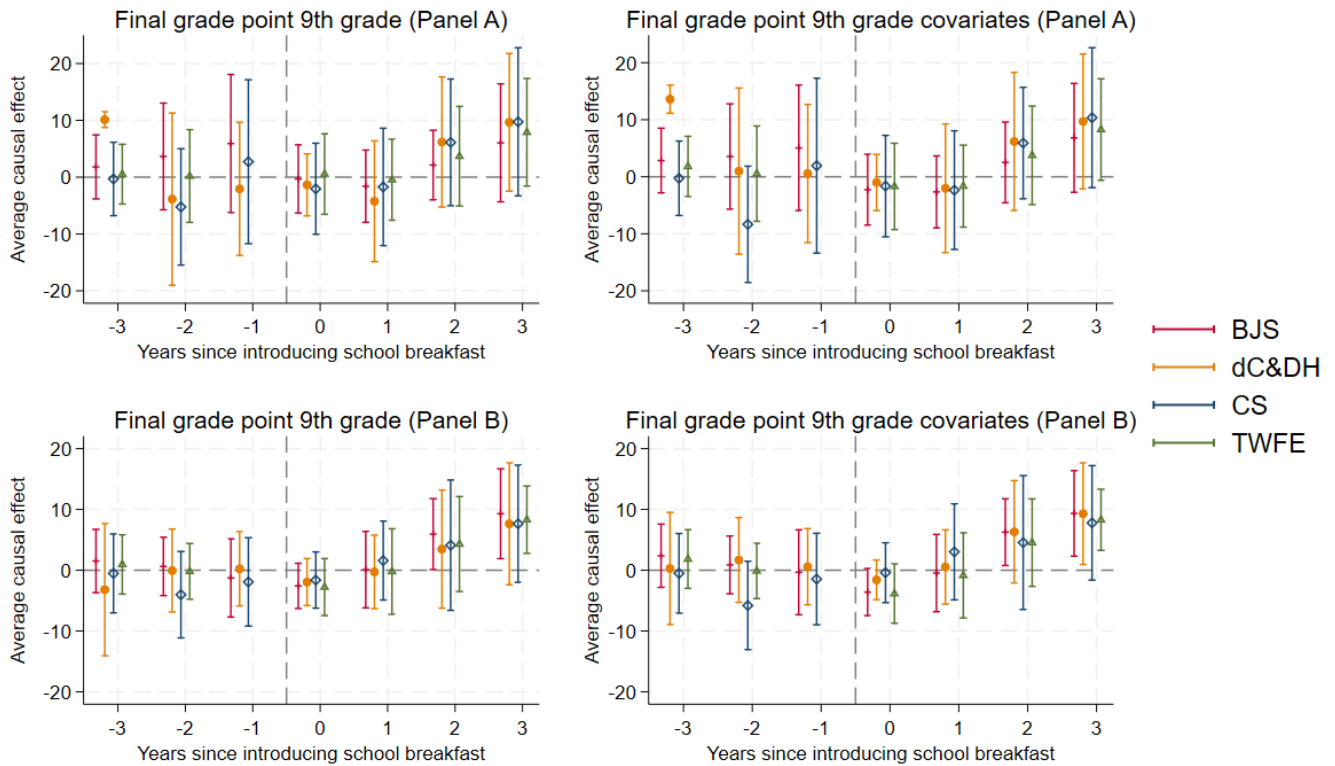 Final grade point 9th grade (Panel A)
Average causal effect
20
10
0
-10
-20
-3 -2 -1 0 1 2 3
Years since introducing school breakfast
Final grade point 9th grade covariates (Panel A)
Average causal effect
20
10
0
-10
-20
-3 -2 -1 0 1 2 3
Years since introducing school breakfast
Final grade point 9th grade (Panel B)
Average causal effect
20
10
0
-10
-20
-3 -2 -1 0 1 2 3
Years since introducing school breakfast
Final grade point 9th grade covariates (Panel B)
Average causal effect
20
10
0
-10
-20
-3 -2 -1 0 1 2 3
Years since introducing school breakfast
BJS
dC&DH
CS
TWFE